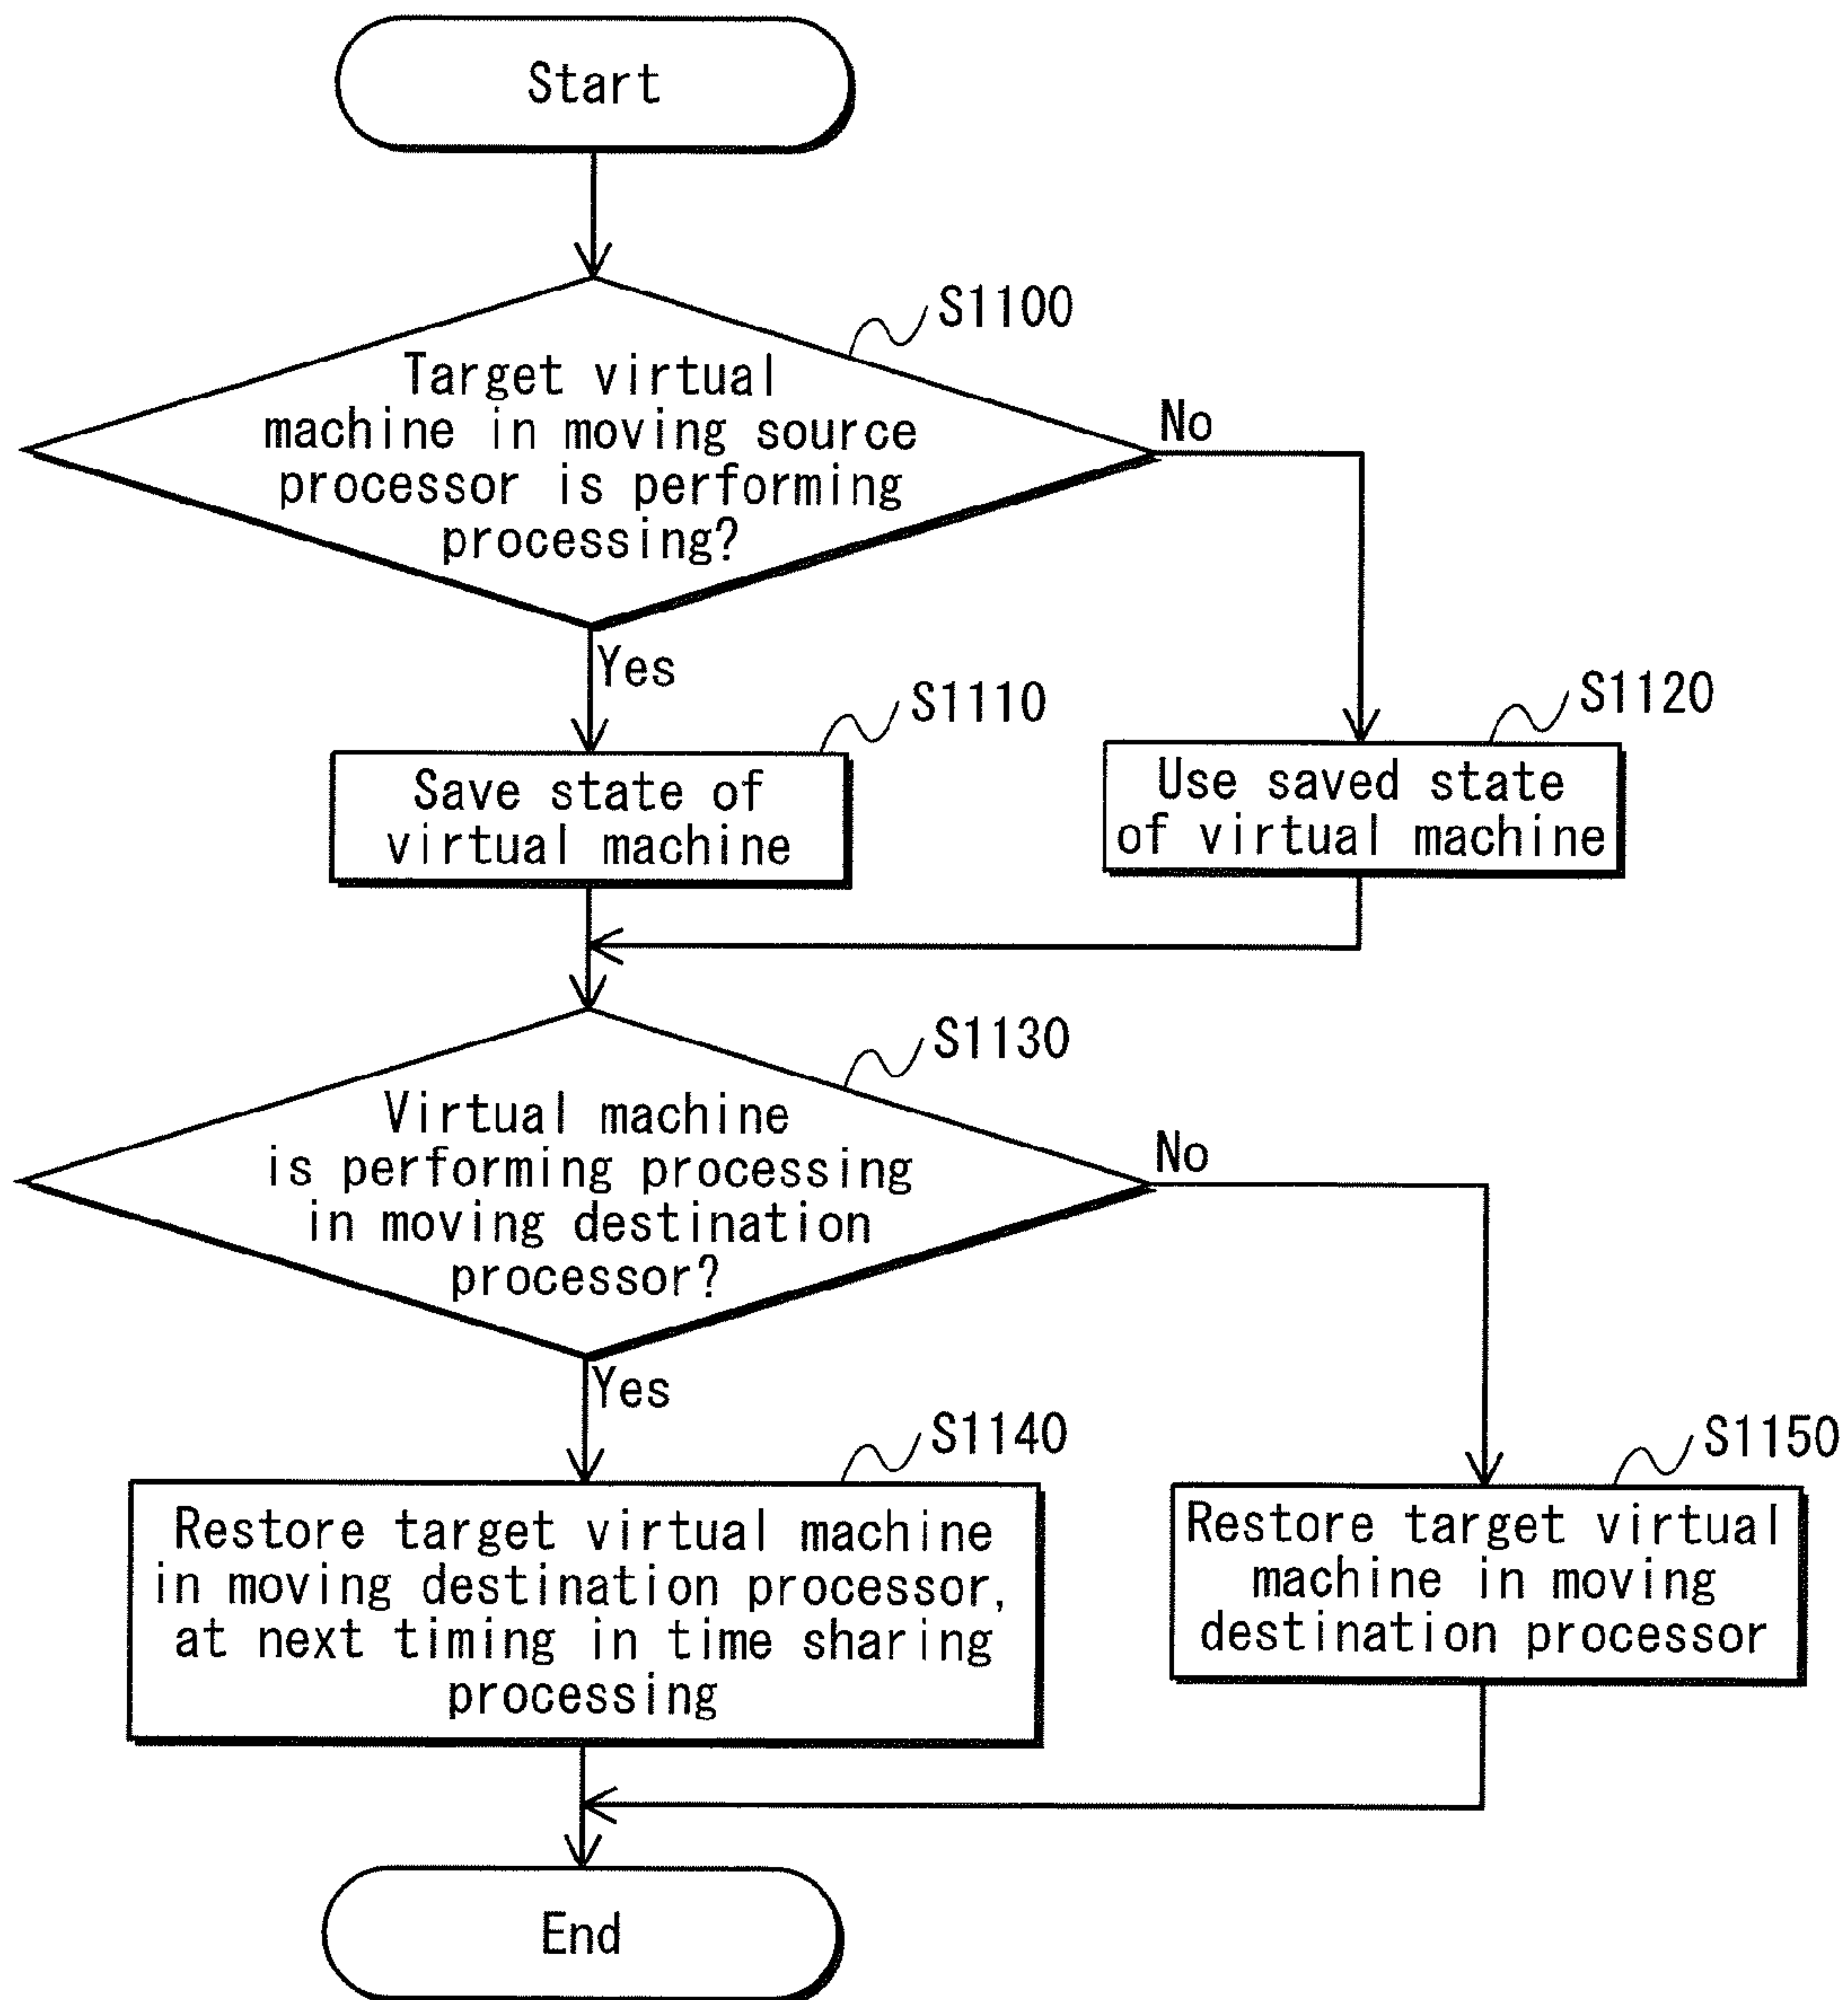 Start
S1100
Target virtual
machine in moving source
processor is performing
processing?
No
Yes
S1110
Save state of
virtual machine
S1120
Use saved state
of virtual machine
S1130
Virtual machine
is performing processing
in moving destination
processor?
No
Yes
S1140
Restore target virtual machine
in moving destination processor,
at next timing in time sharing
processing
S1150
Restore target virtual
machine in moving
destination processor
End